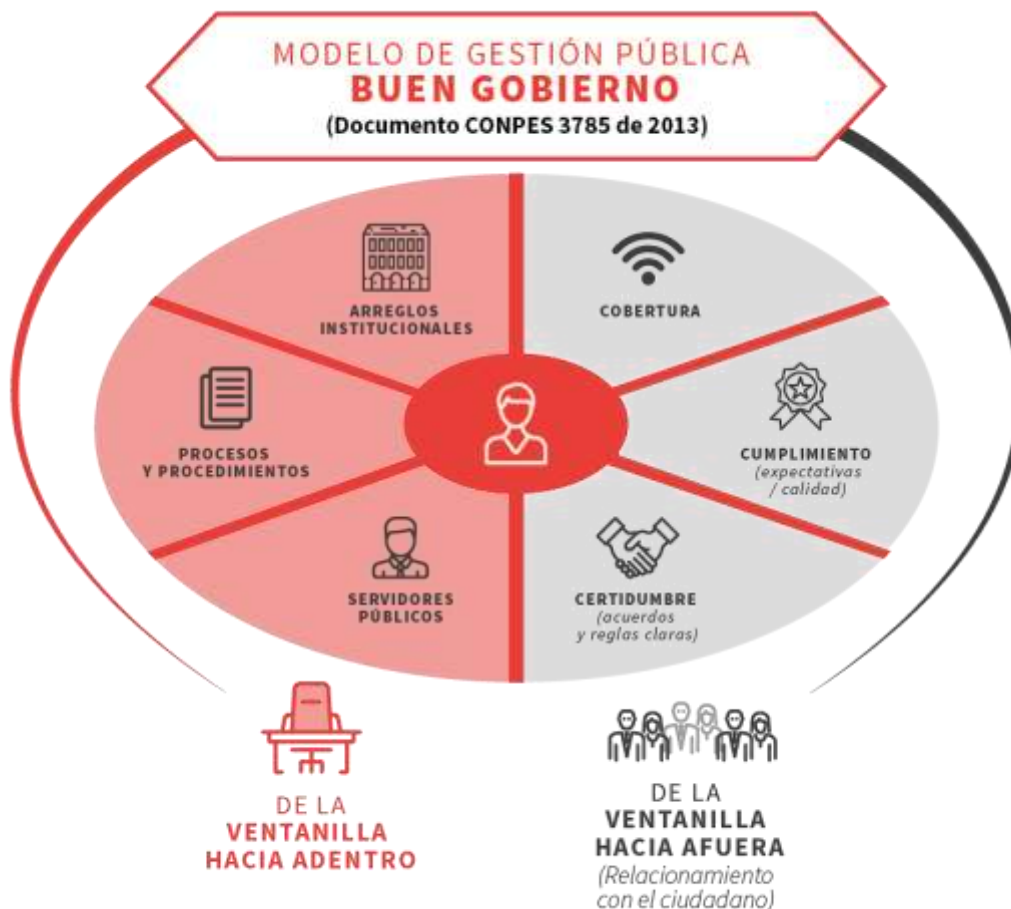 MODELO DE GESTIÓN PÚBLICA
BUEN GOBIERNO
(Documento CONPES 3785 de 2013)
ARREGLOS
INSTITUCIONALES
COBERTURA
PROCESOS
Y PROCEDIMIENTOS
CUMPLIMIENTO
(expectativas
/ calidad)
SERVIDORES
PÚBLICOS
CERTIDUMBRE
(acuerdos
y reglas claras)
DE LA
VENTANILLA
HACIA ADENTRO
DE LA
VENTANILLA
HACIA AFUERA
(Relacionamiento
con el ciudadano)